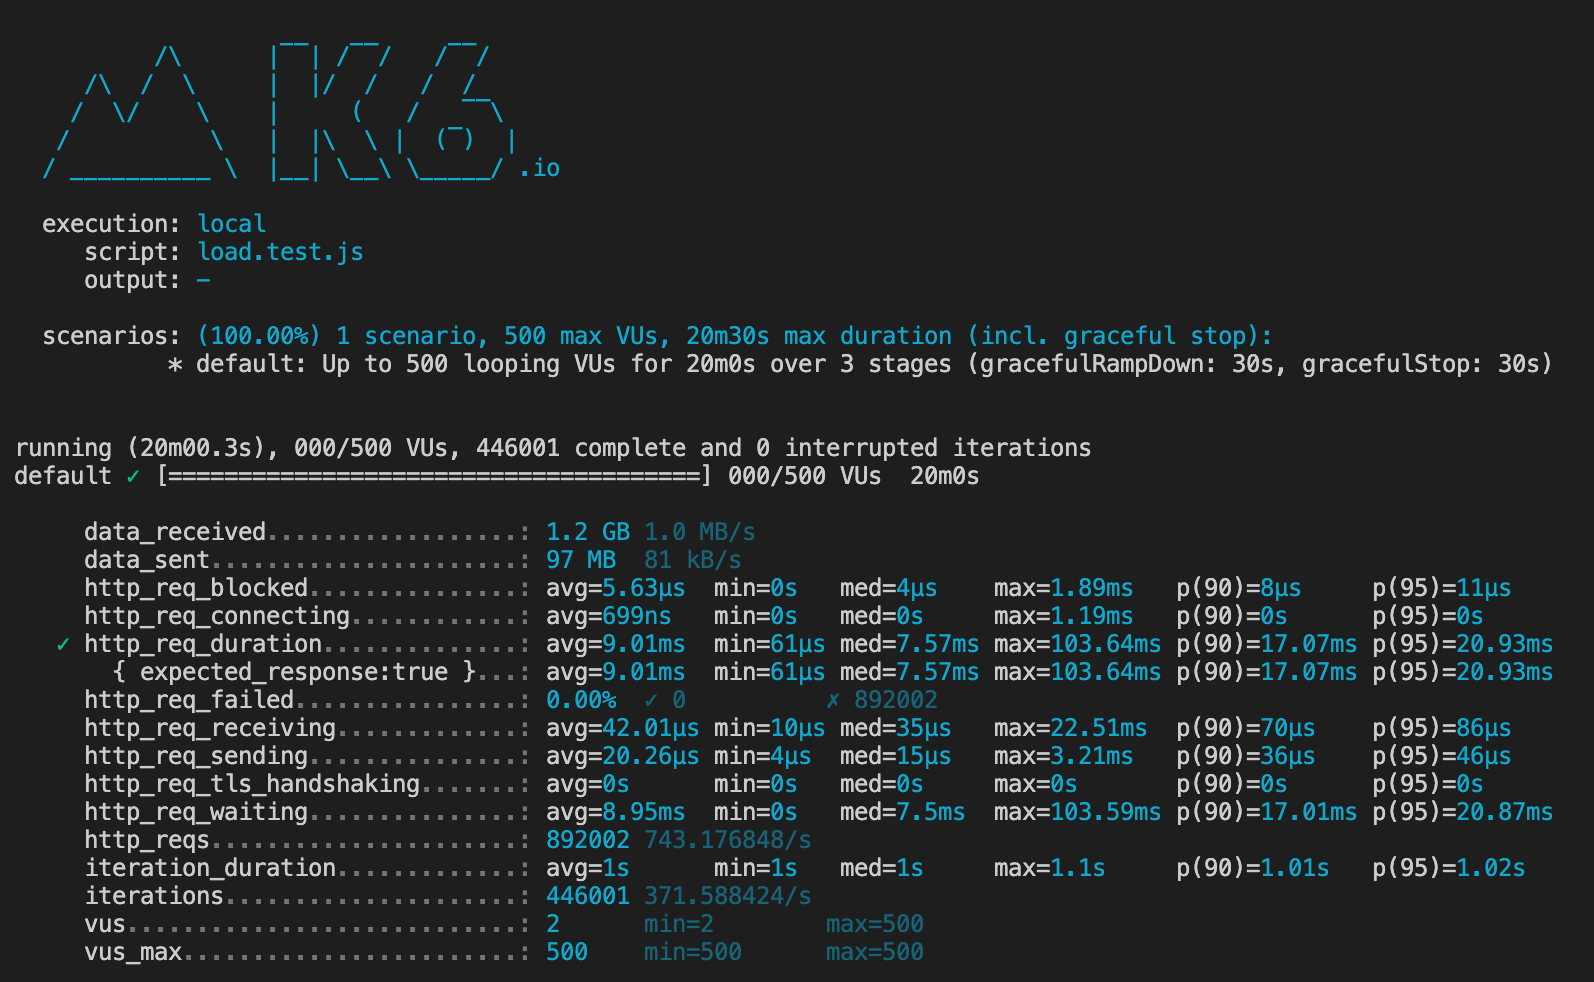 /\      |‾‾| /‾‾/   /‾‾/
     /\  /  \     |  |/  /   /  /
    /  \/    \    |     (   /   ‾‾\
   /          \   |  |\  \ |  (‾)  |
  / __________ \  |__| \__\ \_____/ .io
execution: local
script: load.test.js
output: -
scenarios: (100.00%) 1 scenario, 500 max VUs, 20m30s max duration (incl. graceful stop):
* default: Up to 500 looping VUs for 20m0s over 3 stages (gracefulRampDown: 30s, gracefulStop: 30s)
running (20m00.3s), 000/500 VUs, 446001 complete and 0 interrupted iterations
default ✓ [======================================] 000/500 VUs  20m0s
data_received..................: 1.2 GB 1.0 MB/s
data_sent......................: 97 MB  81 kB/s
http_req_blocked...............: avg=5.63µs  min=0s   med=4µs    max=1.89ms   p(90)=8µs     p(95)=11µs
http_req_connecting............: avg=699ns   min=0s   med=0s     max=1.19ms   p(90)=0s      p(95)=0s
✓ http_req_duration..............: avg=9.01ms  min=61µs med=7.57ms max=103.64ms p(90)=17.07ms p(95)=20.93ms
{ expected_response:true }...: avg=9.01ms  min=61µs med=7.57ms max=103.64ms p(90)=17.07ms p(95)=20.93ms
http_req_failed................: 0.00%  ✓ 0          ✗ 892002
http_req_receiving.............: avg=42.01µs min=10µs med=35µs   max=22.51ms  p(90)=70µs    p(95)=86µs
http_req_sending...............: avg=20.26µs min=4µs  med=15µs   max=3.21ms   p(90)=36µs    p(95)=46µs
http_req_tls_handshaking.......: avg=0s      min=0s   med=0s     max=0s       p(90)=0s      p(95)=0s
http_req_waiting...............: avg=8.95ms  min=0s   med=7.5ms  max=103.59ms p(90)=17.01ms p(95)=20.87ms
http_reqs......................: 892002 743.176848/s
iteration_duration.............: avg=1s      min=1s   med=1s     max=1.1s     p(90)=1.01s   p(95)=1.02s
iterations.....................: 446001 371.588424/s
vus............................: 2      min=2        max=500
vus_max........................: 500    min=500      max=500